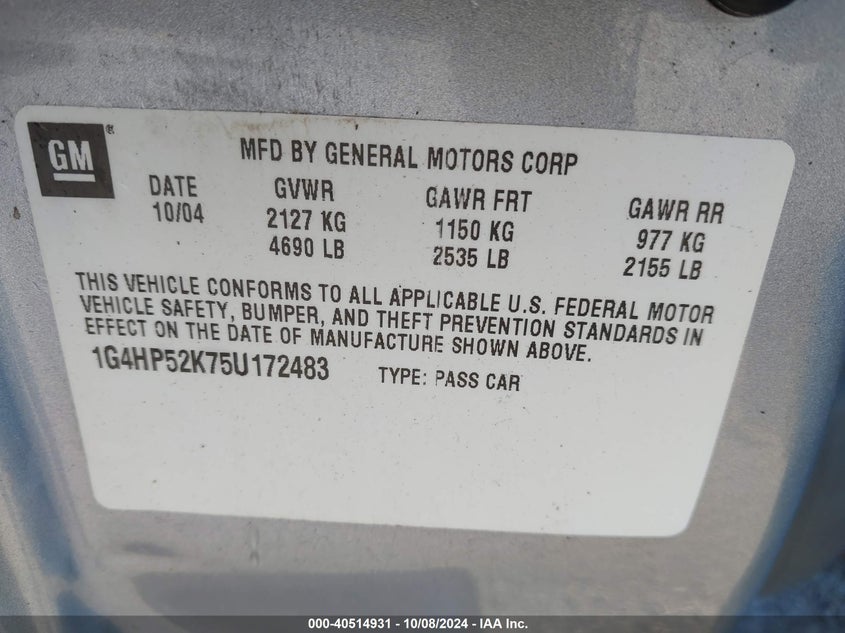 GM®
MFD BY GENERAL MOTORS CORP
DATE GVWR GAWR FRT GAWR RR
10/04 2127 KG 1150 KG 977 KG
4690 LB 2535 LB 2155 LB
THIS VEHICLE CONFORMS TO ALL APPLICABLE U.S. FEDERAL MOTOR
VEHICLE SAFETY, BUMPER, AND THEFT PREVENTION STANDARDS IN
EFFECT ON THE DATE OF MANUFACTURE SHOWN ABOVE.
1G4HP52K75U172483 TYPE: PASS CAR
000-40514931 - 10/08/2024 - IAA Inc.